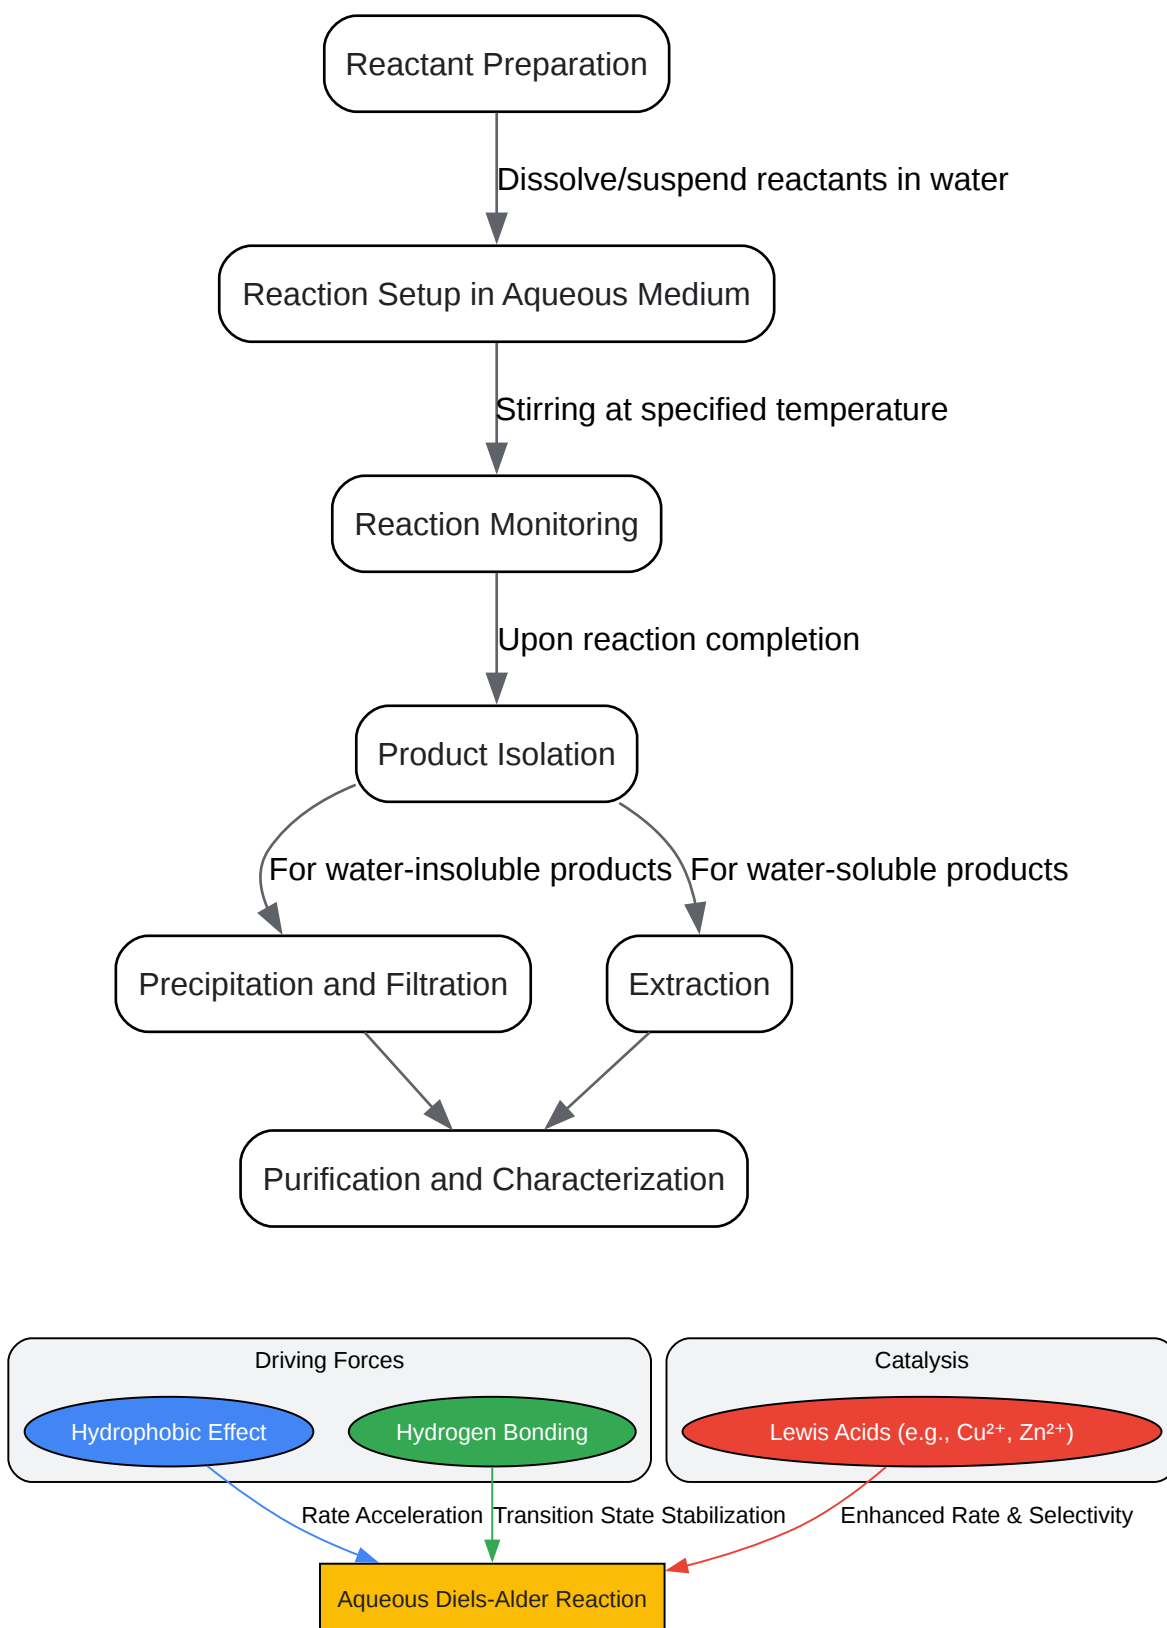 Reactant Preparation
Dissolve/suspend reactants in water
Reaction Setup in Aqueous Medium
Stirring at specified temperature
Reaction Monitoring
Upon reaction completion
Product Isolation
For water-insoluble products
For water-soluble products
Precipitation and Filtration
Extraction
Purification and Characterization
Driving Forces
Catalysis
Hydrophobic Effect
Hydrogen Bonding
Lewis Acids (e.g., Cu²⁺, Zn²⁺)
Rate Acceleration
Transition State Stabilization
Enhanced Rate & Selectivity
Aqueous Diels-Alder Reaction